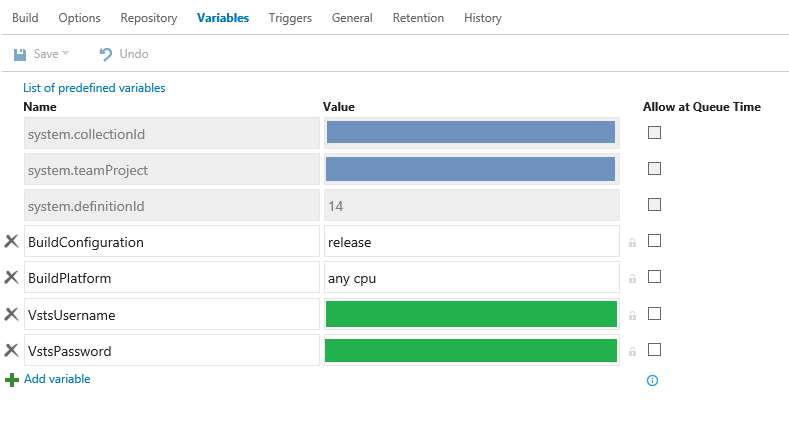 Build Options Repository Variables Triggers General Retention History
Save Undo
List of predefined variables
Name Value Allow at Queue Time
system.collectionId
system.teamProject
system.definitionId 14
BuildConfiguration release
BuildPlatform any cpu
VstsUsername
VstsPassword
Add variable